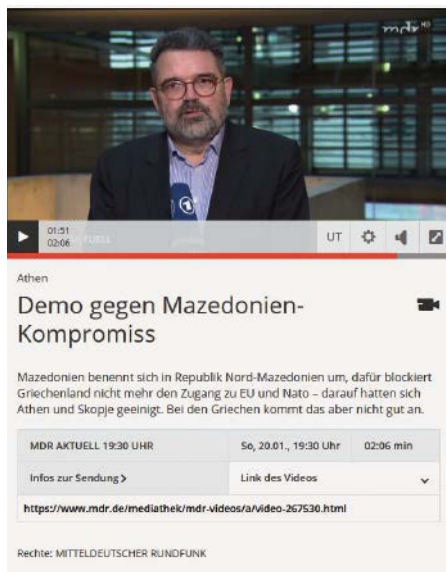 mdr HD
01:51
02:06
UT
Athen
Demo gegen Mazedonien-
Kompromiss
Mazedonien benennt sich in Republik Nord-Mazedonien um, dafür blockiert
Griechenland nicht mehr den Zugang zu EU und Nato – darauf hatten sich
Athen und Skopje geeinigt. Bei den Griechen kommt das aber nicht gut an.
MDR AKTUELL 19:30 UHR So, 20.01., 19:30 Uhr 02:06 min
Infos zur Sendung Link des Videos
https://www.mdr.de/mediathek/mdr-videos/a/video-267530.html
Rechte: MITTELDEUTSCHER RUNDFUNK